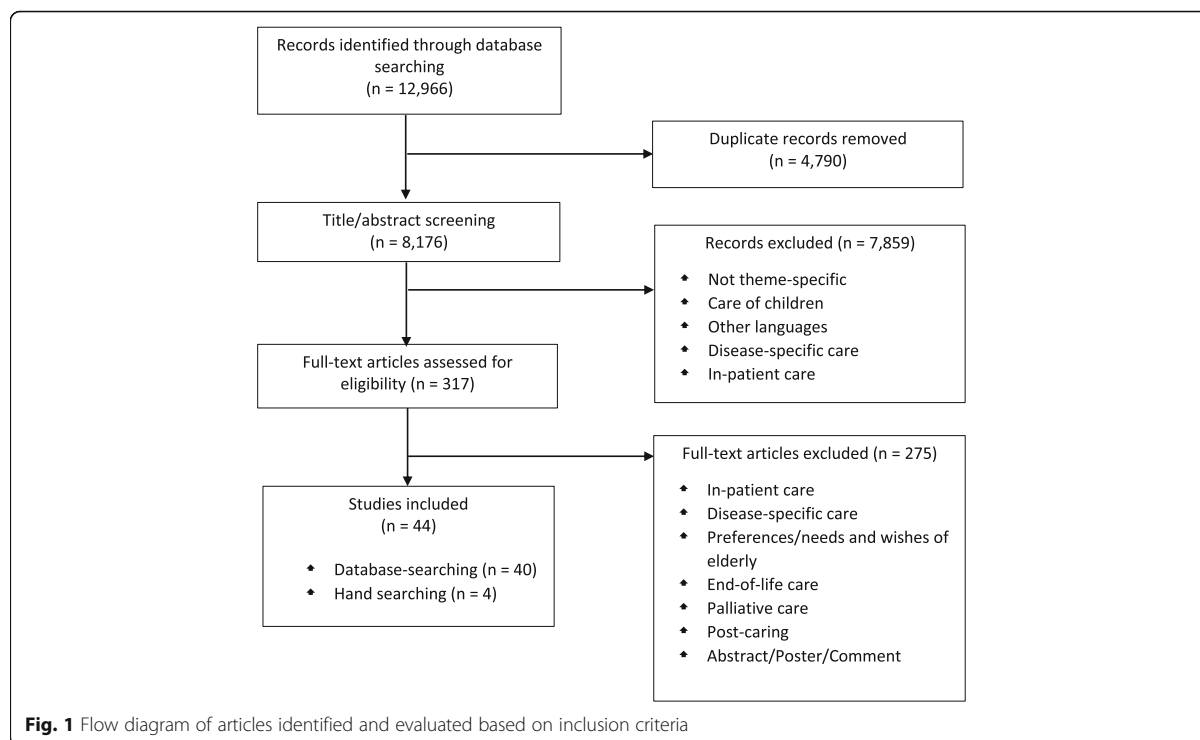 Records identified through database
searching
(n = 12,966)
Duplicate records removed
(n = 4,790)
Title/abstract screening
(n = 8,176)
Records excluded (n = 7,859)
Not theme-specific
Care of children
Other languages
Disease-specific care
In-patient care
Full-text articles assessed for
eligibility (n = 317)
Full-text articles excluded (n = 275)
In-patient care
Disease-specific care
Preferences/needs and wishes of
elderly
End-of-life care
Palliative care
Post-caring
Abstract/Poster/Comment
Studies included
(n = 44)
Database-searching (n = 40)
Hand searching (n = 4)
Fig. 1 Flow diagram of articles identified and evaluated based on inclusion criteria